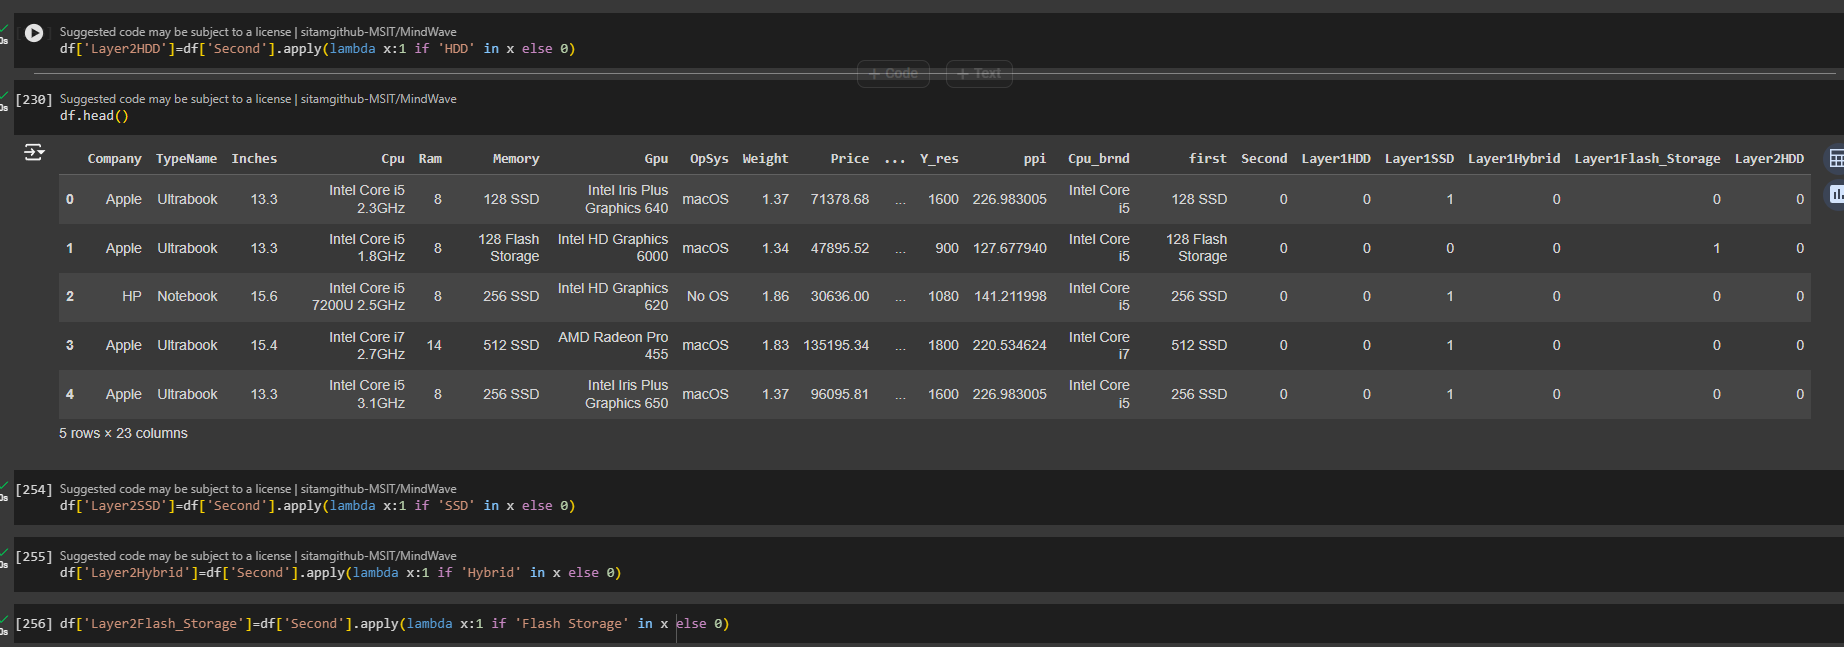 Suggested code may be subject to a license | sitamgithub-MSIT/MindWave
0s
df['Layer2HDD']=df['Second'].apply(lambda x:1 if 'HDD' in x else 0)
+ Code + Text
[230] Suggested code may be subject to a license | sitamgithub-MSIT/MindWave
0s
df.head()
Company TypeName Inches Cpu Ram Memory Gpu OpSys Weight Price ... Y_res ppi Cpu_brnd first Second Layer1HDD Layer1SSD Layer1Hybrid Layer1Flash_Storage Layer2HDD
0 Apple Ultrabook 13.3 Intel Core i5 2.3GHz 8 128 SSD Intel Iris Plus Graphics 640 macOS 1.37 71378.68 ... 1600 226.983005 Intel Core i5 128 SSD 0 0 1 0 0 0
1 Apple Ultrabook 13.3 Intel Core i5 1.8GHz 8 128 Flash Storage Intel HD Graphics 6000 macOS 1.34 47895.52 ... 900 127.677940 Intel Core i5 128 Flash Storage 0 0 0 0 1 0
2 HP Notebook 15.6 Intel Core i5 7200U 2.5GHz 8 256 SSD Intel HD Graphics 620 No OS 1.86 30636.00 ... 1080 141.211998 Intel Core i5 256 SSD 0 0 1 0 0 0
3 Apple Ultrabook 15.4 Intel Core i7 2.7GHz 14 512 SSD AMD Radeon Pro 455 macOS 1.83 135195.34 ... 1800 220.534624 Intel Core i7 512 SSD 0 0 1 0 0 0
4 Apple Ultrabook 13.3 Intel Core i5 3.1GHz 8 256 SSD Intel Iris Plus Graphics 650 macOS 1.37 96095.81 ... 1600 226.983005 Intel Core i5 256 SSD 0 0 1 0 0 0
5 rows × 23 columns
[254] Suggested code may be subject to a license | sitamgithub-MSIT/MindWave
0s
df['Layer2SSD']=df['Second'].apply(lambda x:1 if 'SSD' in x else 0)
[255] Suggested code may be subject to a license | sitamgithub-MSIT/MindWave
0s
df['Layer2Hybrid']=df['Second'].apply(lambda x:1 if 'Hybrid' in x else 0)
[256] df['Layer2Flash_Storage']=df['Second'].apply(lambda x:1 if 'Flash Storage' in x else 0)
0s